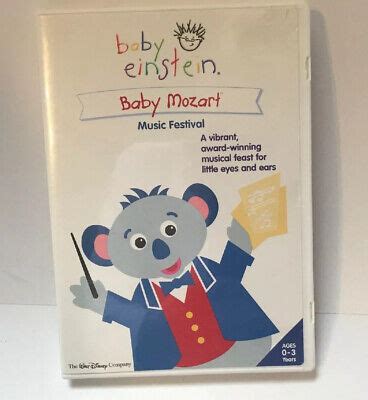 baby
einstein.
Baby Mozart
Music Festival
A vibrant,
award-winning
musical feast for
little eyes and ears
AGES
0-3
Years
The Walt Disney Company